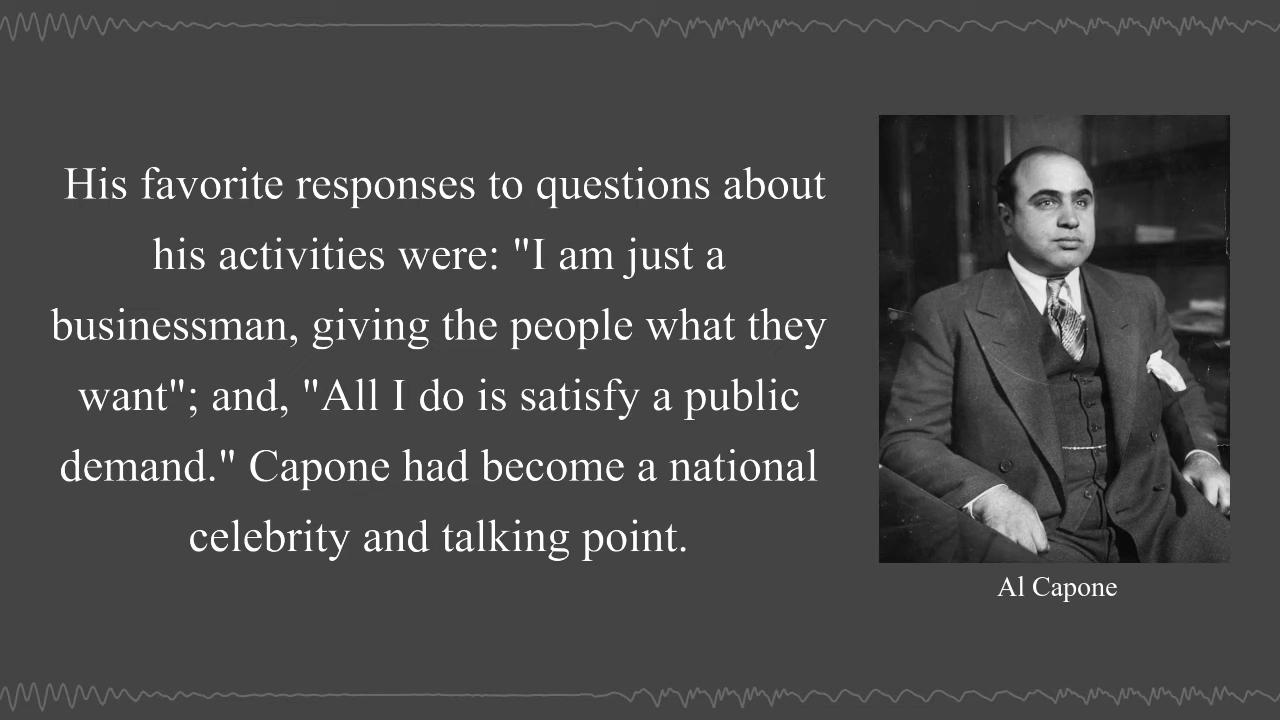 His favorite responses to questions about
his activities were: "I am just a
businessman, giving the people what they
want"; and, "All I do is satisfy a public
demand." Capone had become a national
celebrity and talking point.
Al Capone